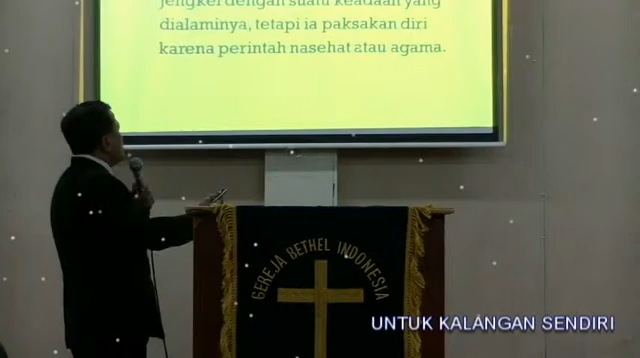 jengkel dengan suatu keadaan yang
dialaminya, tetapi ia paksakan diri
karena perintah nasehat atau agama.
GEREJA BETHEL INDONESIA
UNTUK KALANGAN SENDIRI